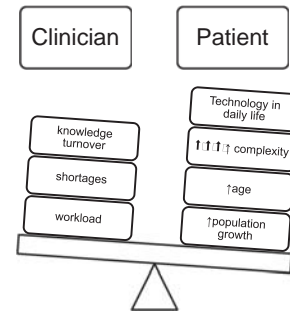 Clinician
Patient
knowledge
turnover
shortages
workload
Technology in
daily life
↑↑↑↑ complexity
↑age
↑population
growth